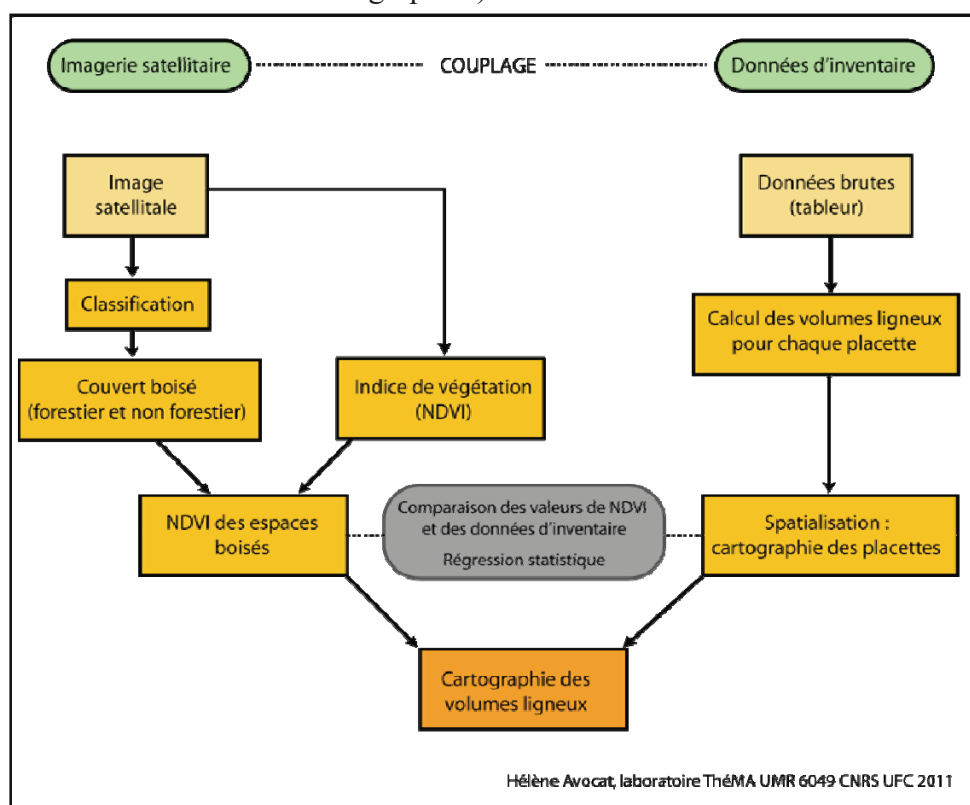 Imagerie satellitaire
COUPLAGE
Données d'inventaire
Image
satellitale
Données brutes
(tableur)
Classification
Calcul des volumes ligneux
pour chaque placette
Couvert boisé
(forestier et non forestier)
Indice de végétation
(NDVI)
NDVI des espaces
boisés
Comparaison des valeurs de NDVI
et des données d'inventaire
Régression statistique
Spatialisation :
cartographie des placettes
Cartographie des
volumes ligneux
Hélène Avocat, laboratoire ThéMA UMR 6049 CNRS UFC 2011